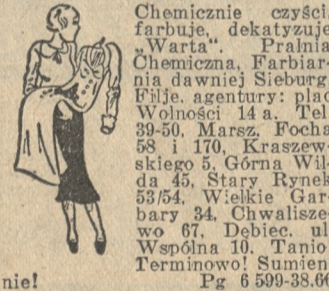 Chemicznie czyści
farbuje, dekatyzuje
„Warta“. Pralnia
Chemiczna, Farbiar-
nia dawniej Sieburg.
Filje, agentury: plac
Wolności 14 a. Tel.
39-50, Marsz. Focha
58 i 170, Kraszew-
skiego 5, Górna Wil-
da 45, Stary Rynek
53/54, Wielkie Gar-
bary 34, Chwalisze-
wo 67, Dębiec, ul.
Wspólna 10. Tanio!
Terminowo! Sumien-
nie! Pg 6 599-38.66